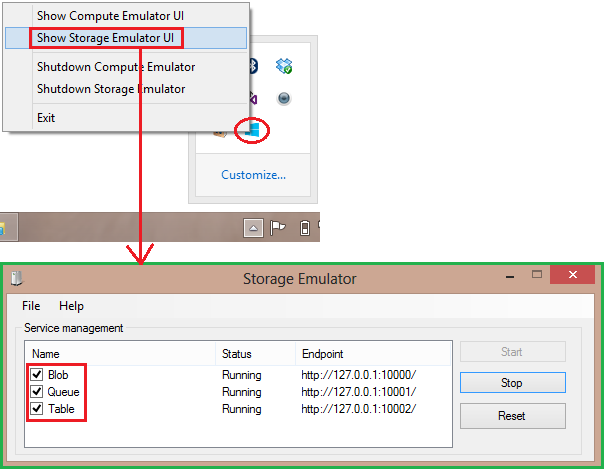 Show Compute Emulator UI
Show Storage Emulator UI
Shutdown Compute Emulator
Shutdown Storage Emulator
Exit
Customize...
Storage Emulator
File Help
Service management
Name Status Endpoint
Blob Running http://127.0.0.1:10000/
Queue Running http://127.0.0.1:10001/
Table Running http://127.0.0.1:10002/
Start
Stop
Reset